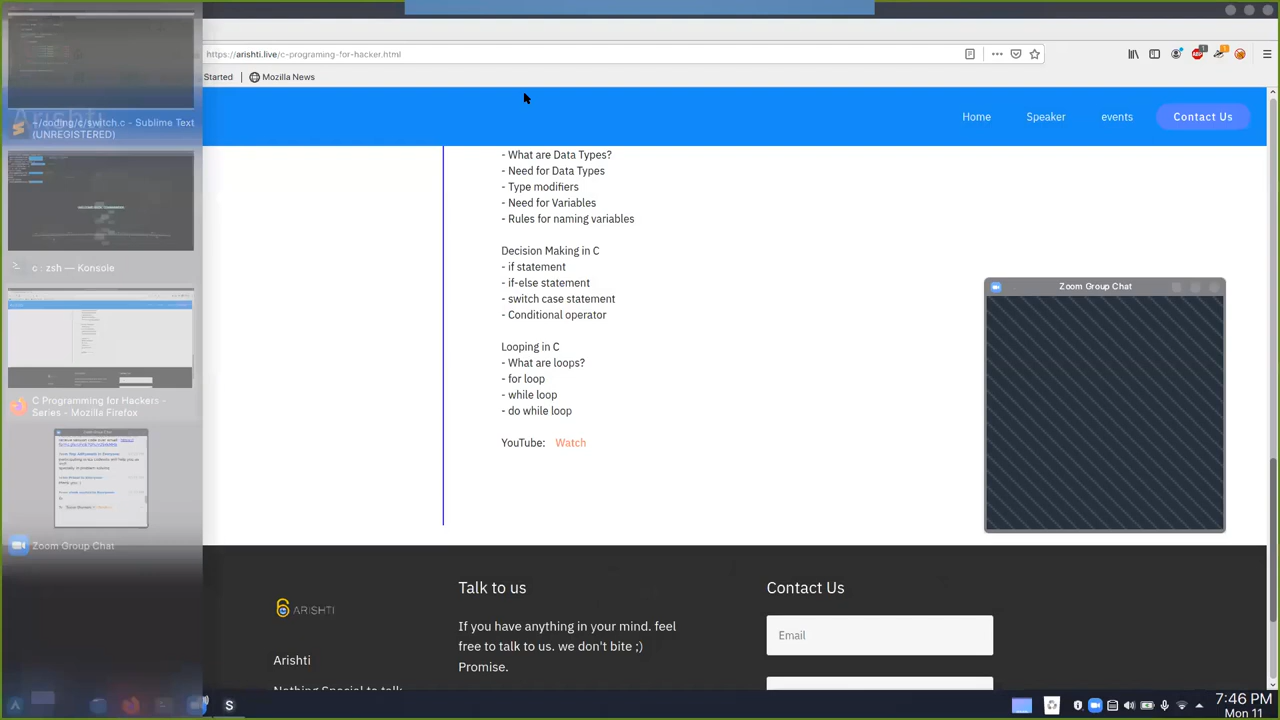 https://arishti.live/c-programing-for-hacker.html
Started
Mozilla News
Home
Speaker
events
Contact Us
~/coding/c/switch.c - Sublime Text
(UNREGISTERED)
c : zsh — Konsole
C Programming for Hackers -
Series - Mozilla Firefox
Zoom Group Chat
- What are Data Types?
- Need for Data Types
- Type modifiers
- Need for Variables
- Rules for naming variables
Decision Making in C
- if statement
- if-else statement
- switch case statement
- Conditional operator
Looping in C
- What are loops?
- for loop
- while loop
- do while loop
YouTube: Watch
Zoom Group Chat
ARISHTI
Arishti
Nothing Special to talk
Talk to us
If you have anything in your mind. feel
free to talk to us. we don't bite ;)
Promise.
Contact Us
Email
7:46 PM
Mon 11